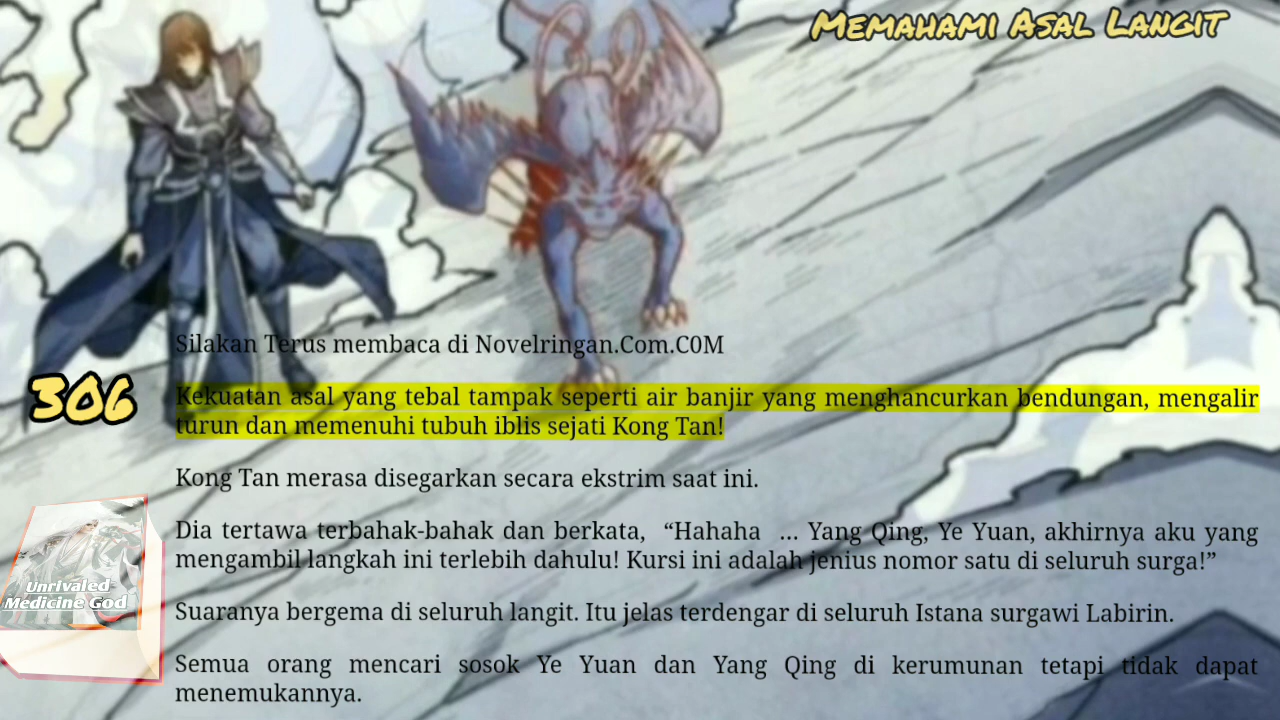 Memahami Asal Langit
Silakan Terus membaca di Novelringan.Com.C0M
306
Kekuatan asal yang tebal tampak seperti air banjir yang menghancurkan bendungan, mengalir
turun dan memenuhi tubuh iblis sejati Kong Tan!
Kong Tan merasa disegarkan secara ekstrim saat ini.
Dia tertawa terbahak-bahak dan berkata, “Hahaha ... Yang Qing, Ye Yuan, akhirnya aku yang
mengambil langkah ini terlebih dahulu! Kursi ini adalah jenius nomor satu di seluruh surga!”
Unrivaled
Medicine God
Suaranya bergema di seluruh langit. Itu jelas terdengar di seluruh Istana surgawi Labirin.
Semua orang mencari sosok Ye Yuan dan Yang Qing di kerumunan tetapi tidak dapat
menemukannya.